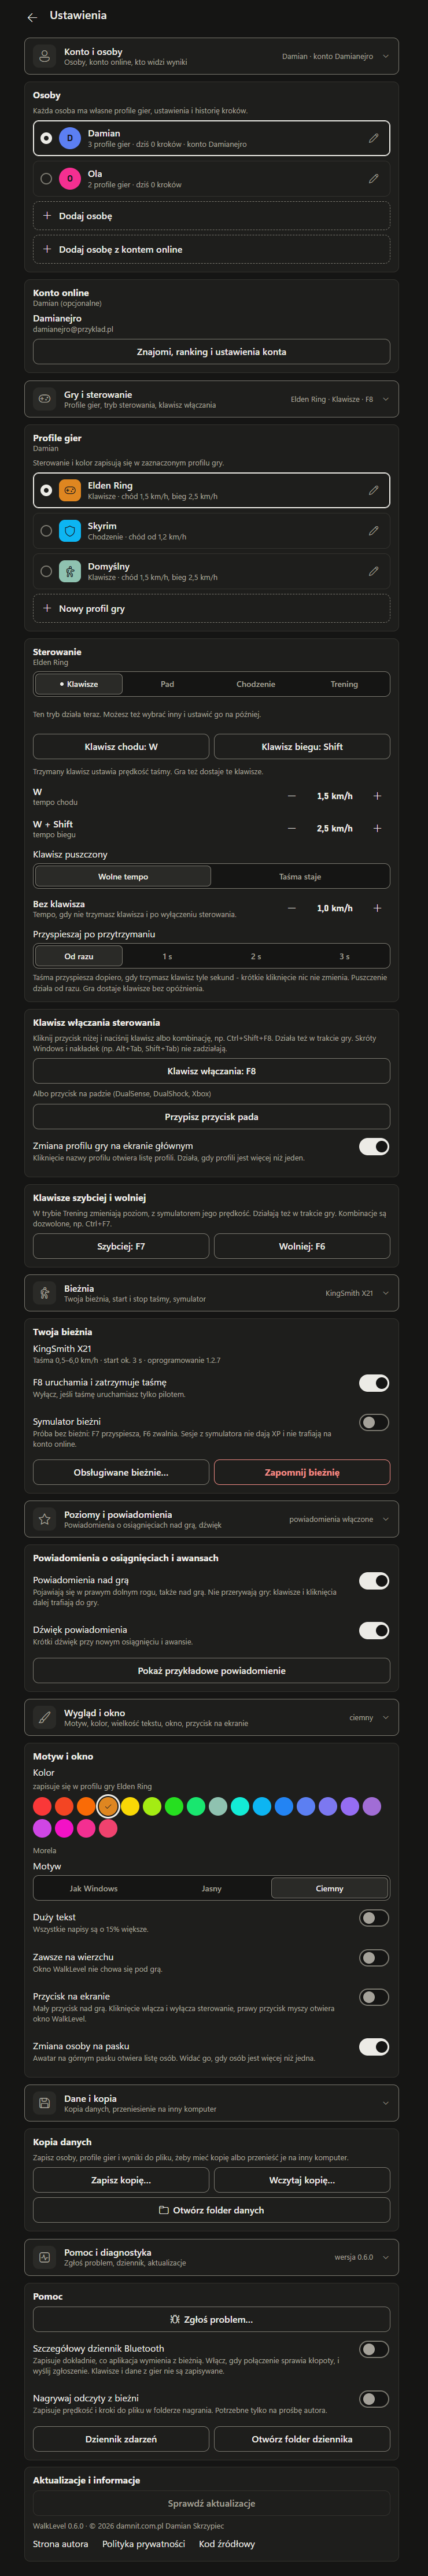 Ustawienia
Konto i osoby
Osoby, konto online, kto widzi wyniki
Damian · konto Damianejro
Osoby
Każda osoba ma własne profile gier, ustawienia i historię kroków.
D
Damian
3 profile gier · dziś 0 kroków · konto Damianejro
O
Ola
2 profile gier · dziś 0 kroków
Dodaj osobę
Dodaj osobę z kontem online
Konto online
Damian (opcjonalne)
Damianejro
damianejro@przyklad.pl
Znajomi, ranking i ustawienia konta
Gry i sterowanie
Profile gier, tryb sterowania, klawisz włączania
Elden Ring · Klawisze · F8
Profile gier
Damian
Sterowanie i kolor zapisują się w zaznaczonym profilu gry.
Elden Ring
Klawisze · chód 1,5 km/h, bieg 2,5 km/h
Skyrim
Chodzenie · chód od 1,2 km/h
Domyślny
Klawisze · chód 1,5 km/h, bieg 2,5 km/h
Nowy profil gry
Sterowanie
Elden Ring
Klawisze
Pad
Chodzenie
Trening
Ten tryb działa teraz. Możesz też wybrać inny i ustawić go na później.
Klawisz chodu: W
Klawisz biegu: Shift
Trzymany klawisz ustawia prędkość taśmy. Gra też dostaje te klawisze.
W
tempo chodu
1,5 km/h
W + Shift
tempo biegu
2,5 km/h
Klawisz puszczony
Wolne tempo
Taśma staje
Bez klawisza
Tempo, gdy nie trzymasz klawisza i po wyłączeniu sterowania.
1,0 km/h
Przyspieszaj po przytrzymaniu
Od razu
1 s
2 s
3 s
Taśma przyspiesza dopiero, gdy trzymasz klawisz tyle sekund - krótkie kliknięcie nic nie zmienia. Puszczenie
działa od razu. Gra dostaje klawisze bez opóźnienia.
Klawisz włączania sterowania
Kliknij przycisk niżej i naciśnij klawisz albo kombinację, np. Ctrl+Shift+F8. Działa też w trakcie gry. Skróty
Windows i nakładek (np. Alt+Tab, Shift+Tab) nie zadziałają.
Klawisz włączania: F8
Albo przycisk na padzie (DualSense, DualShock, Xbox)
Przypisz przycisk pada
Zmiana profilu gry na ekranie głównym
Kliknięcie nazwy profilu otwiera listę profili. Działa, gdy profili jest więcej niż jeden.
Klawisze szybciej i wolniej
W trybie Trening zmieniają poziom, z symulatorem jego prędkość. Działają też w trakcie gry. Kombinacje są
dozwolone, np. Ctrl+F7.
Szybciej: F7
Wolniej: F6
Bieżnia
Twoja bieżnia, start i stop taśmy, symulator
KingSmith X21
Twoja bieżnia
KingSmith X21
Taśma 0,5–6,0 km/h · start ok. 3 s · oprogramowanie 1.2.7
F8 uruchamia i zatrzymuje taśmę
Wyłącz, jeśli taśmę uruchamiasz tylko pilotem.
Symulator bieżni
Próba bez bieżni: F7 przyspiesza, F6 zwalnia. Sesje z symulatora nie dają XP i nie trafiają na
konto online.
Obsługiwane bieżnie...
Zapomnij bieżnię
Poziomy i powiadomienia
Powiadomienia o osiągnięciach nad grą, dźwięk
powiadomienia włączone
Powiadomienia o osiągnięciach i awansach
Powiadomienia nad grą
Pojawiają się w prawym dolnym rogu, także nad grą. Nie przerywają gry: klawisze i kliknięcia
dalej trafiają do gry.
Dźwięk powiadomienia
Krótki dźwięk przy nowym osiągnięciu i awansie.
Pokaż przykładowe powiadomienie
Wygląd i okno
Motyw, kolor, wielkość tekstu, okno, przycisk na ekranie
ciemny
Motyw i okno
Kolor
zapisuje się w profilu gry Elden Ring
Morela
Motyw
Jak Windows
Jasny
Ciemny
Duży tekst
Wszystkie napisy są o 15% większe.
Zawsze na wierzchu
Okno WalkLevel nie chowa się pod grą.
Przycisk na ekranie
Mały przycisk nad grą. Kliknięcie włącza i wyłącza sterowanie, prawy przycisk myszy otwiera
okno WalkLevel.
Zmiana osoby na pasku
Awatar na górnym pasku otwiera listę osób. Widać go, gdy osób jest więcej niż jedna.
Dane i kopia
Kopia danych, przeniesienie na inny komputer
Kopia danych
Zapisz osoby, profile gier i wyniki do pliku, żeby mieć kopię albo przenieść je na inny komputer.
Zapisz kopię...
Wczytaj kopię...
Otwórz folder danych
Pomoc i diagnostyka
Zgłoś problem, dziennik, aktualizacje
wersja 0.6.0
Pomoc
Zgłoś problem...
Szczegółowy dziennik Bluetooth
Zapisuje dokładnie, co aplikacja wymienia z bieżnią. Włącz, gdy połączenie sprawia kłopoty, i
wyślij zgłoszenie. Klawisze i dane z gier nie są zapisywane.
Nagrywaj odczyty z bieżni
Zapisuje prędkość i kroki do pliku w folderze nagrania. Potrzebne tylko na prośbę autora.
Dziennik zdarzeń
Otwórz folder dziennika
Aktualizacje i informacje
Sprawdź aktualizacje
WalkLevel 0.6.0 · © 2026 damnit.com.pl Damian Skrzypiec
Strona autora
Polityka prywatności
Kod źródłowy